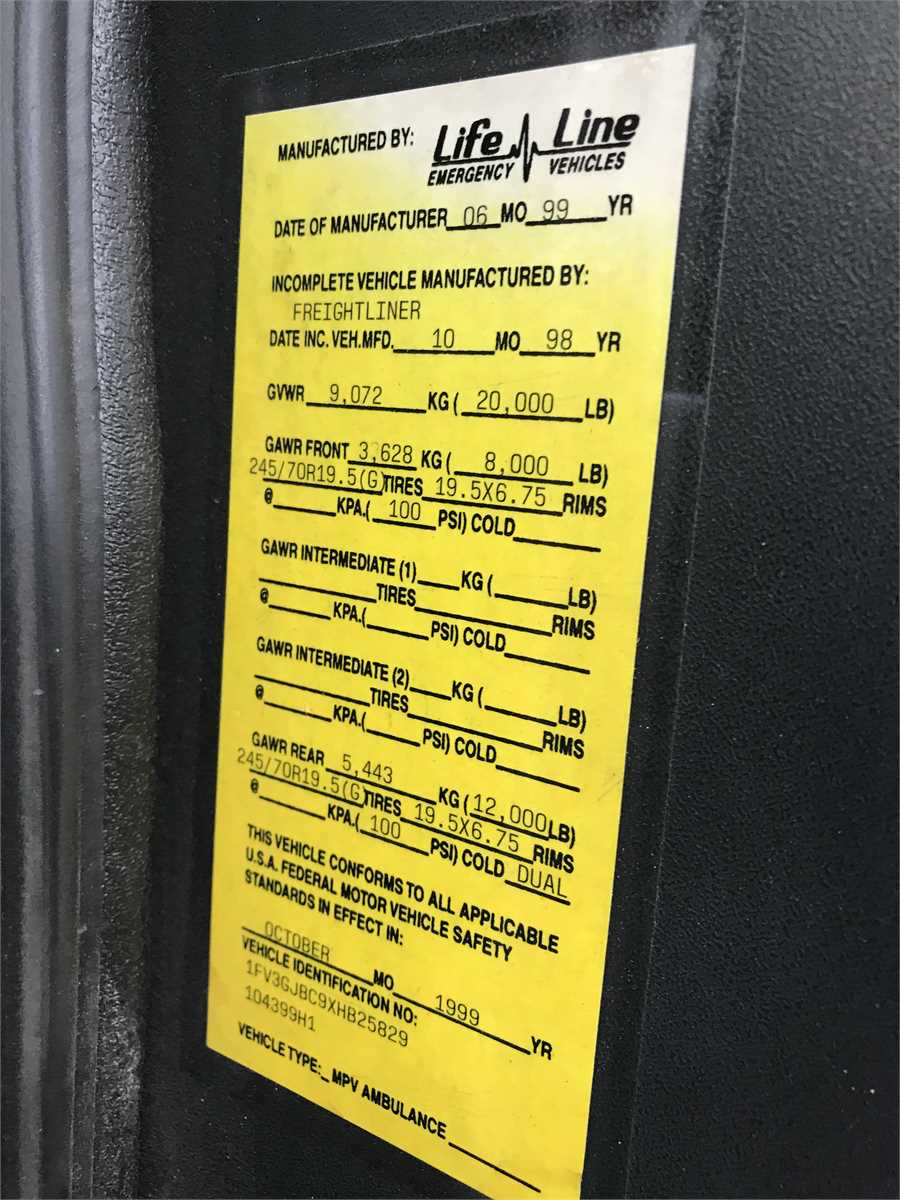 MANUFACTURED BY: Life Line
EMERGENCY VEHICLES
DATE OF MANUFACTURER 06 MO 99 YR
INCOMPLETE VEHICLE MANUFACTURED BY:
FREIGHTLINER
DATE INC. VEH.MFD. 10 MO 98 YR
GVWR 9,072 KG ( 20,000 LB)
GAWR FRONT 3,628 KG ( 8,000 LB)
245/70R19.5(G) TIRES 19.5X6.75 RIMS
@ KPA.( 100 PSI) COLD
GAWR INTERMEDIATE (1) KG ( LB)
TIRES RIMS
@ KPA.( PSI) COLD
GAWR INTERMEDIATE (2) KG ( LB)
TIRES RIMS
@ KPA.( PSI) COLD
GAWR REAR 5,443 KG ( 12,000 LB)
245/70R19.5(G) TIRES 19.5X6.75 RIMS
@ KPA.( 100 PSI) COLD DUAL
THIS VEHICLE CONFORMS TO ALL APPLICABLE
U.S.A. FEDERAL MOTOR VEHICLE SAFETY
STANDARDS IN EFFECT IN:
OCTOBER MO 1999 YR
VEHICLE IDENTIFICATION NO:
1FV3GJBC9XHB25829
104399H1
VEHICLE TYPE: MPV AMBULANCE